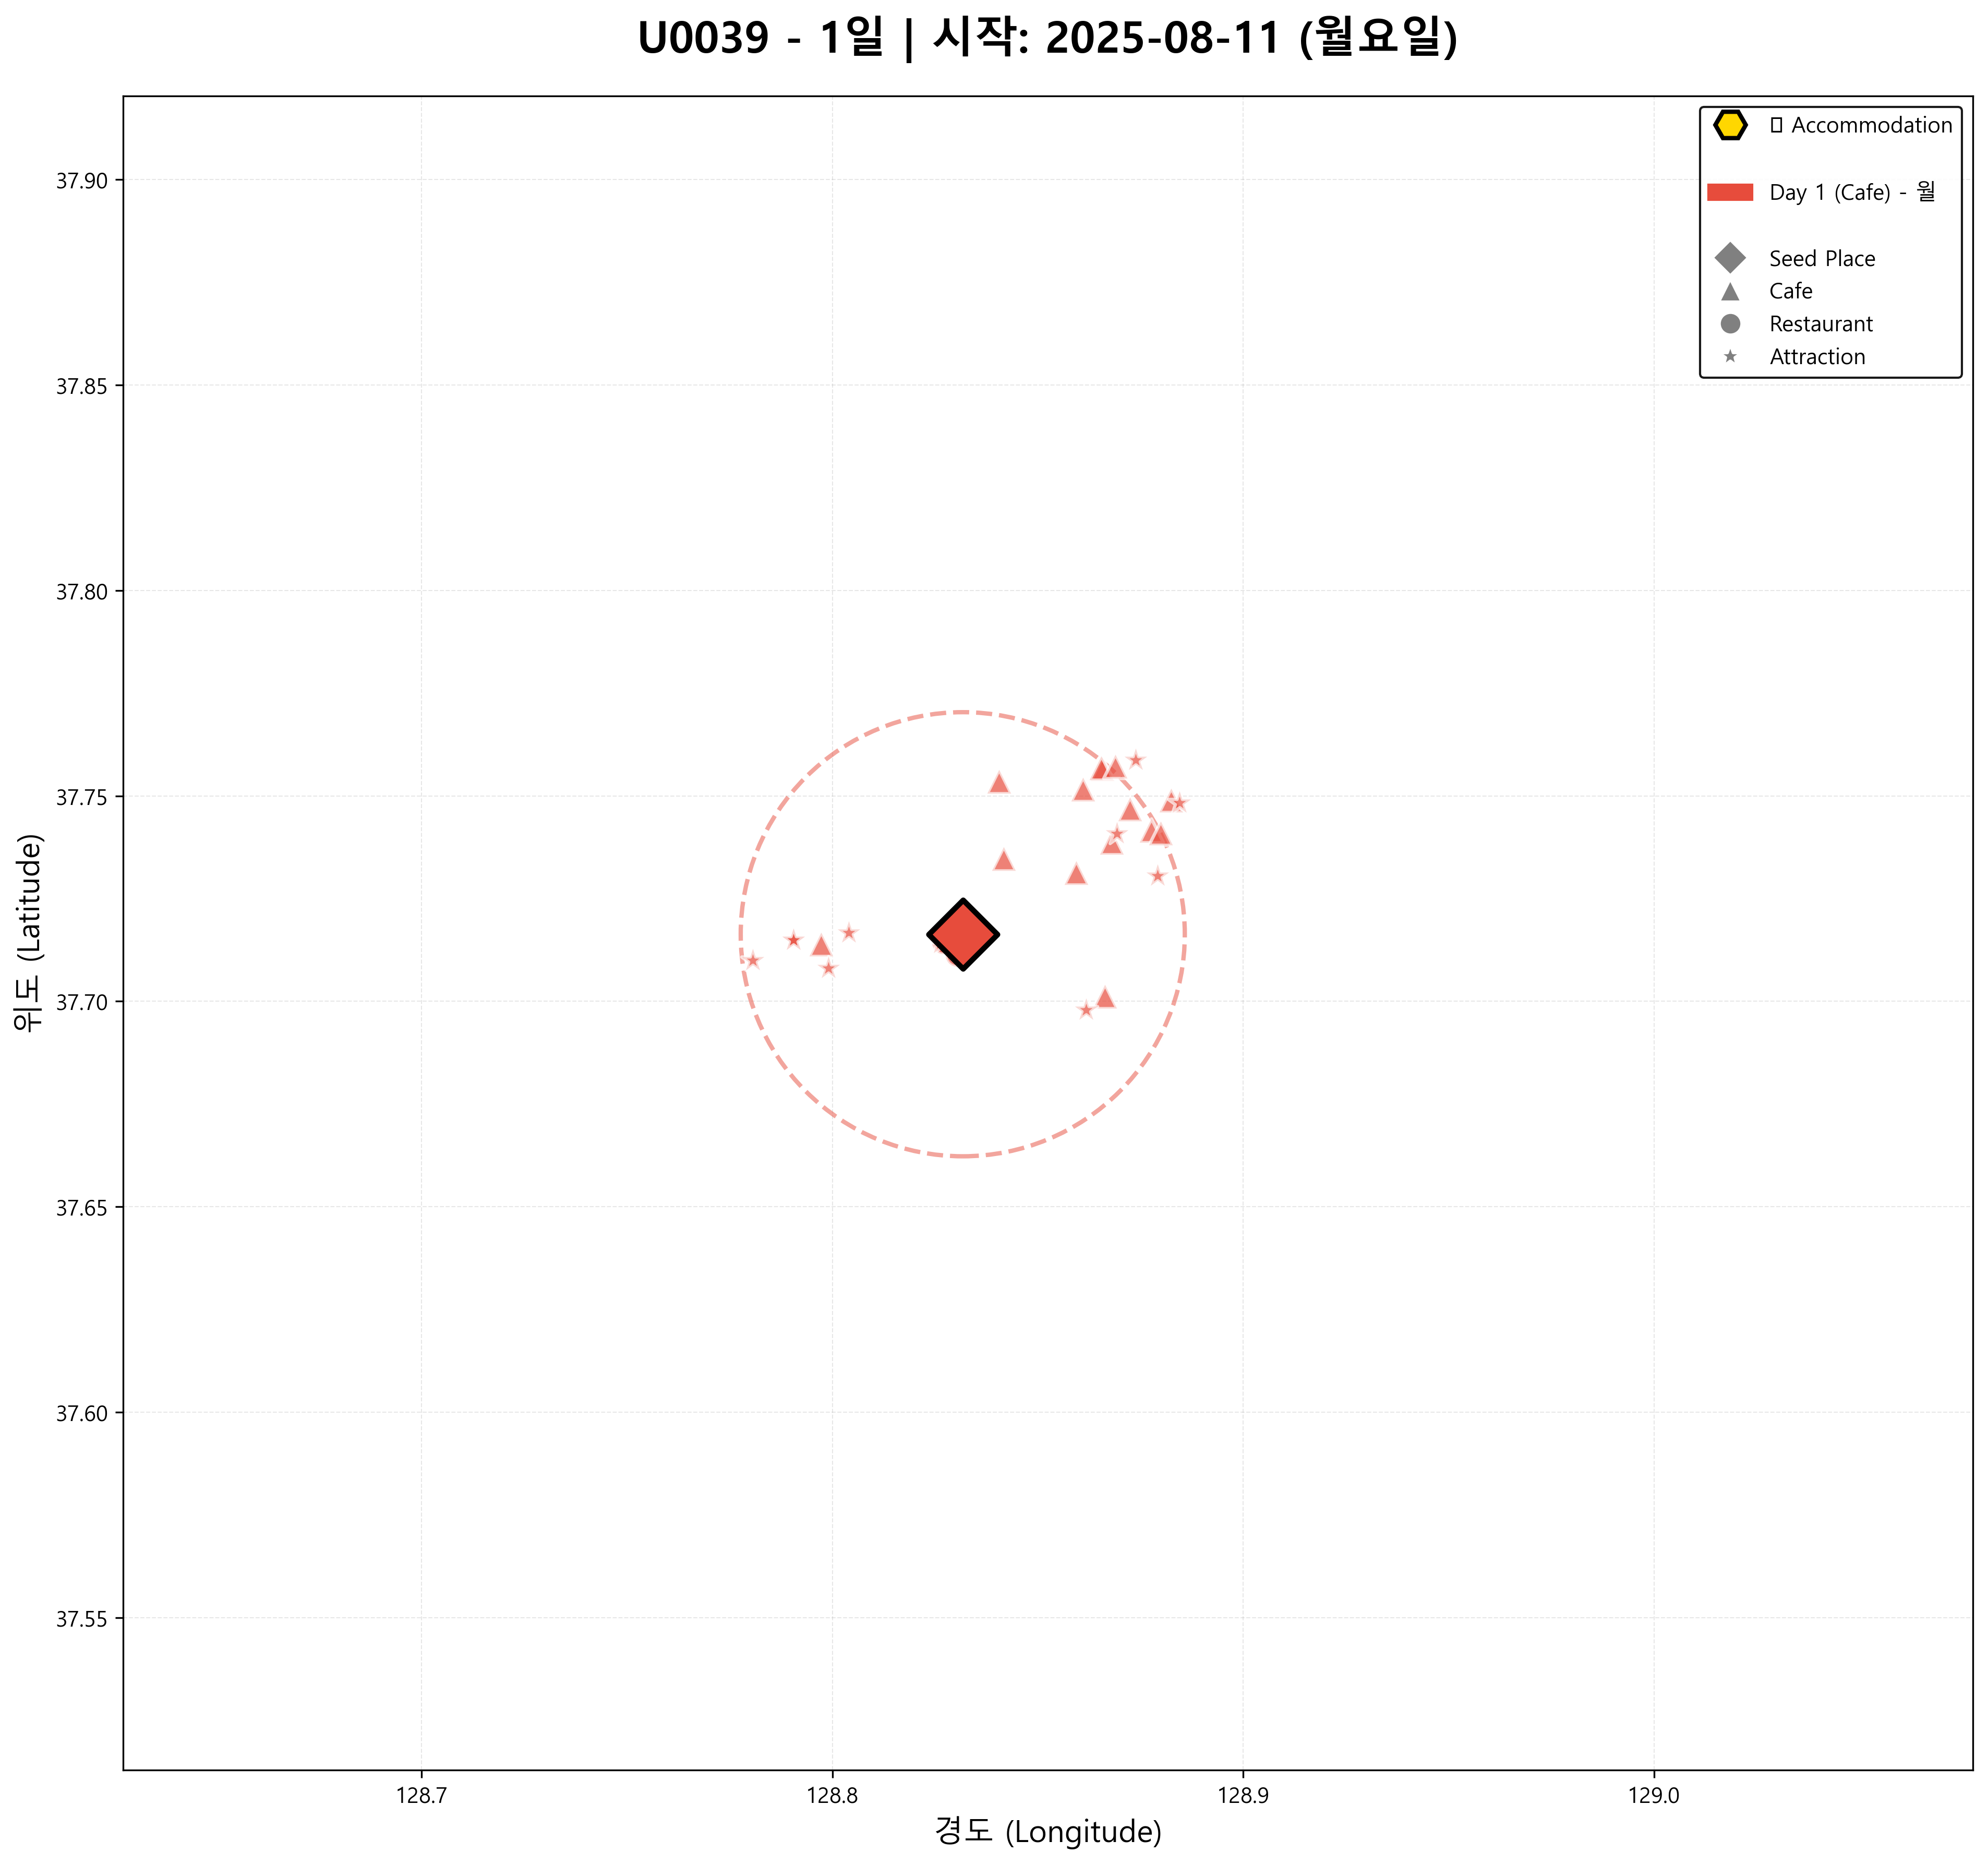 U0039 - 1일 | 시작: 2025-08-11 (월요일)
Accommodation
Day 1 (Cafe) - 월
Seed Place
Cafe
Restaurant
Attraction
위도 (Latitude)
37.90
37.85
37.80
37.75
37.70
37.65
37.60
37.55
128.7
128.8
128.9
129.0
경도 (Longitude)